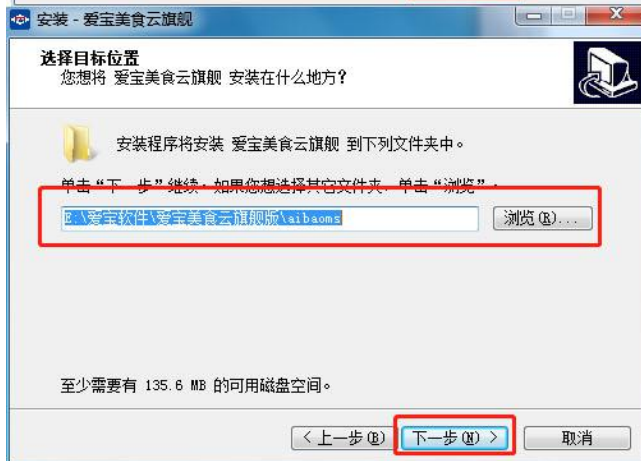 安装 - 爱宝美食云旗舰
选择目标位置
您想将 爱宝美食云旗舰 安装在什么地方？
安装程序将安装 爱宝美食云旗舰 到下列文件夹中。
单击“下一步”继续。如果您想选择其它文件夹，单击“浏览”。
E:\爱宝软件\爱宝美食云旗舰版\aibaoms
浏览(R)...
至少需要有 135.6 MB 的可用磁盘空间。
< 上一步(B)
下一步(N) >
取消